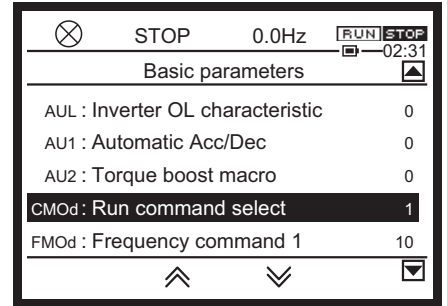 STOP 0.0Hz RUN STOP
02:31
Basic parameters
AUL : Inverter OL characteristic 0
AU1 : Automatic Acc/Dec 0
AU2 : Torque boost macro 0
CMOd : Run command select 1
FMOd : Frequency command 1 10